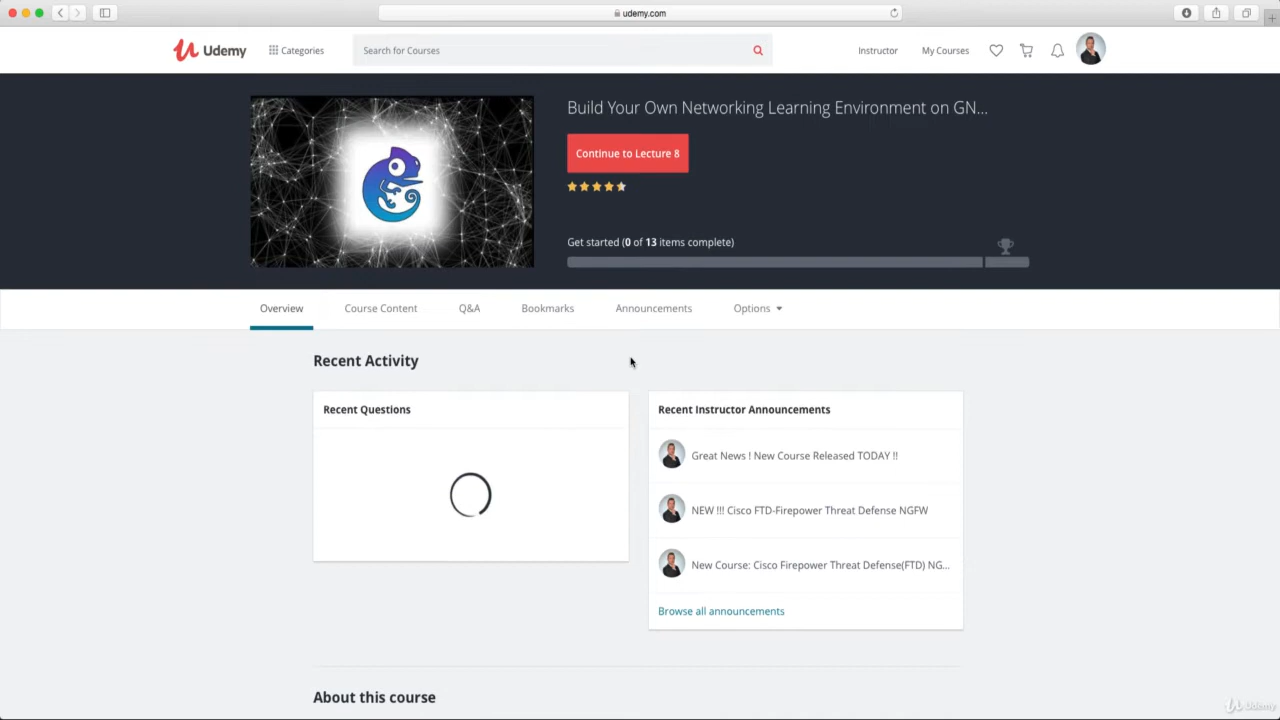 udemy.com
Udemy
Categories
Search for Courses
Instructor
My Courses
Build Your Own Networking Learning Environment on GN...
Continue to Lecture 8
Get started (0 of 13 items complete)
Overview
Course Content
Q&A
Bookmarks
Announcements
Options
Recent Activity
Recent Questions
Recent Instructor Announcements
Great News ! New Course Released TODAY !!
NEW !!! Cisco FTD-Firepower Threat Defense NGFW
New Course: Cisco Firepower Threat Defense(FTD) NG...
Browse all announcements
About this course
Udemy